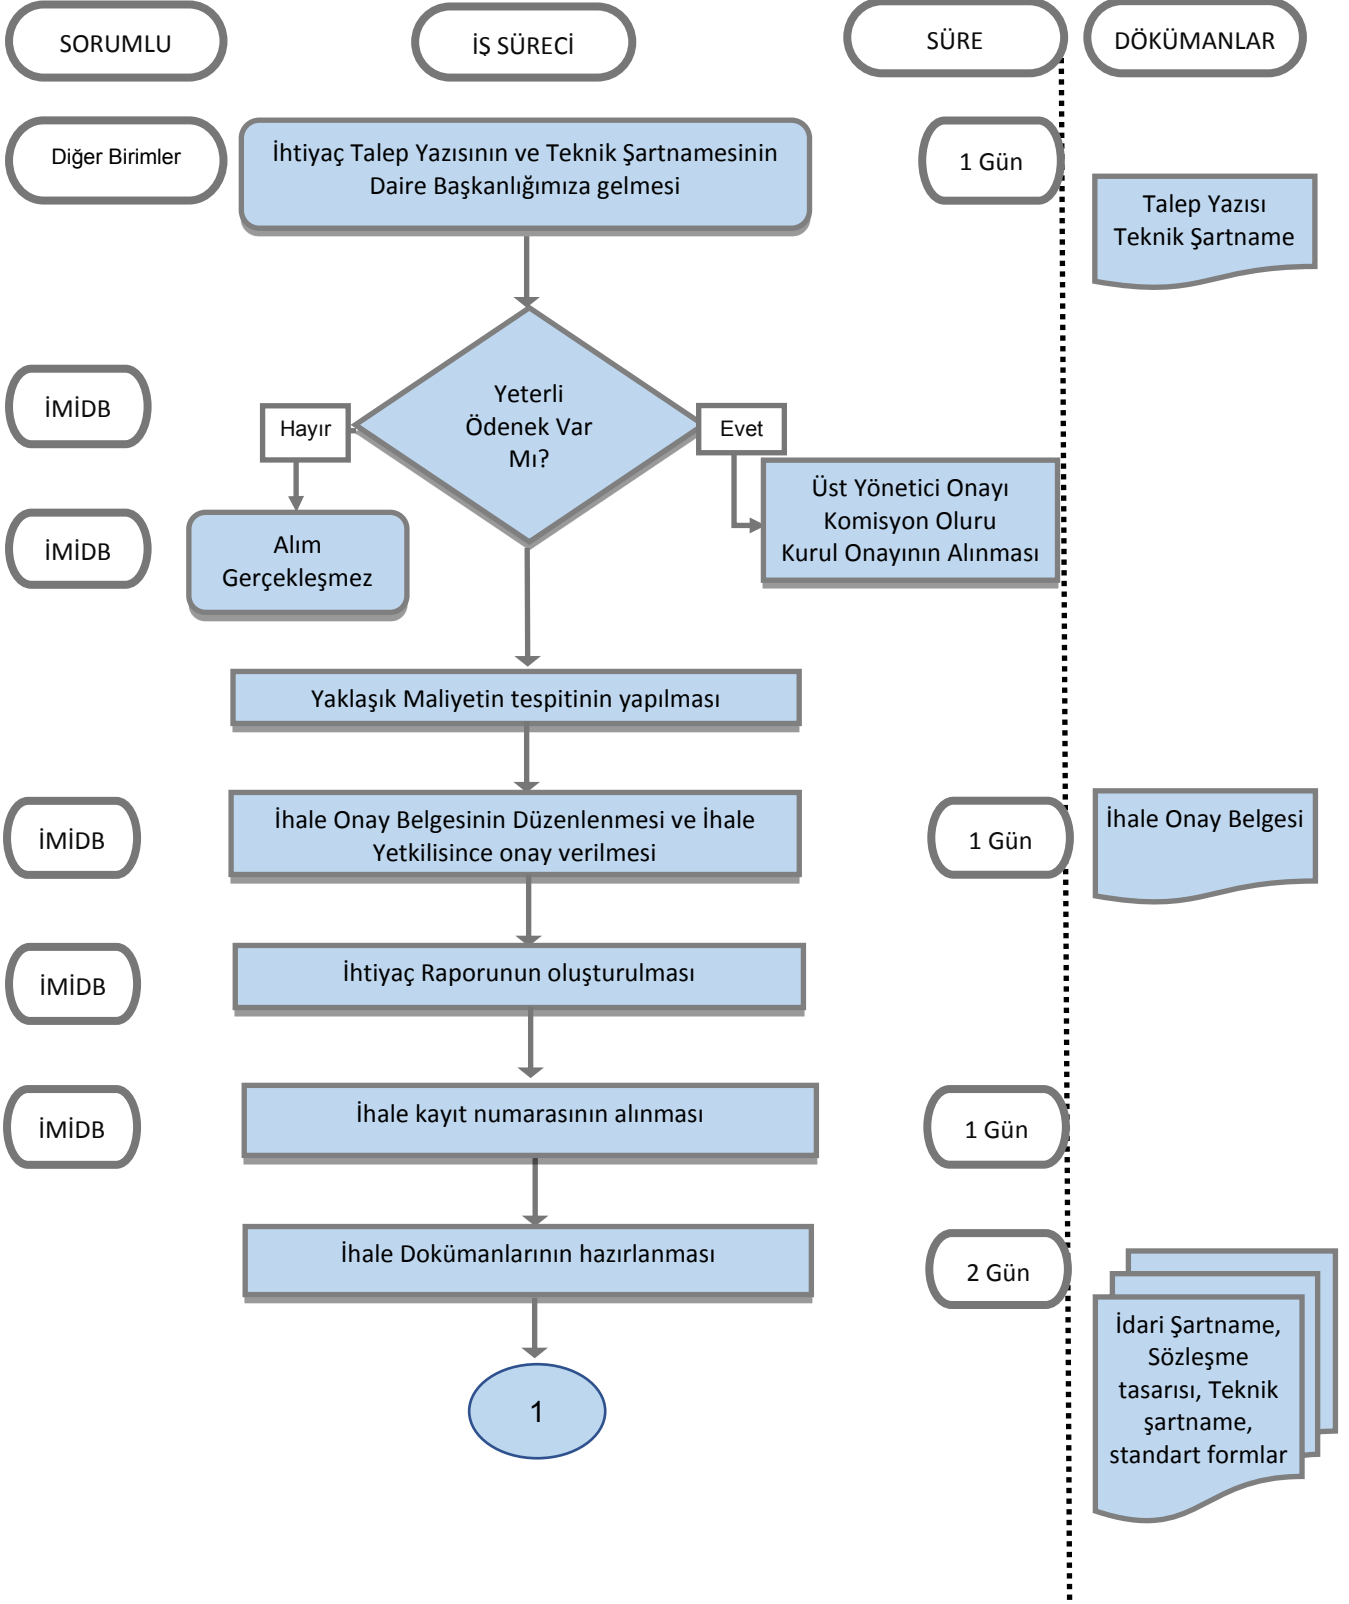 SORUMLU
İŞ SÜRECİ
SÜRE
DÖKÜMANLAR
Diğer Birimler
İhtiyaç Talep Yazısının ve Teknik Şartnamesinin
Daire Başkanlığımıza gelmesi
1 Gün
Talep Yazısı
Teknik Şartname
İMİDB
Yeterli
Ödenek Var
Mı?
Hayır
Evet
İMİDB
Alım
Gerçekleşmez
Üst Yönetici Onayı
Komisyon Oluru
Kurul Onayının Alınması
Yaklaşık Maliyetin tespitinin yapılması
İMİDB
İhale Onay Belgesinin Düzenlenmesi ve İhale
Yetkilisince onay verilmesi
1 Gün
İhale Onay Belgesi
İMİDB
İhtiyaç Raporunun oluşturulması
İMİDB
İhale kayıt numarasının alınması
1 Gün
İhale Dokümanlarının hazırlanması
2 Gün
İdari Şartname,
Sözleşme
tasarısı, Teknik
şartname,
standart formlar
1